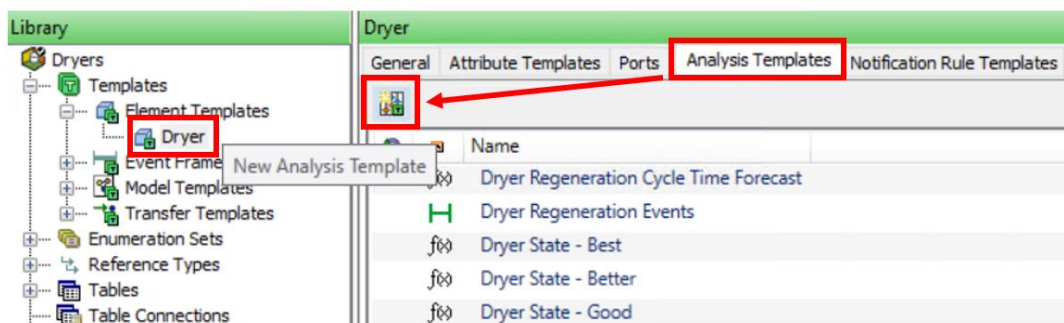 Library
Dryers
Templates
Element Templates
Dryer
Event Frame
Model Templates
Transfer Templates
Enumeration Sets
Reference Types
Tables
Table Connections
New Analysis Template
Dryer
General Attribute Templates Ports Analysis Templates Notification Rule Templates
Name
f(x) Dryer Regeneration Cycle Time Forecast
Dryer Regeneration Events
f(x) Dryer State - Best
f(x) Dryer State - Better
f(x) Dryer State - Good